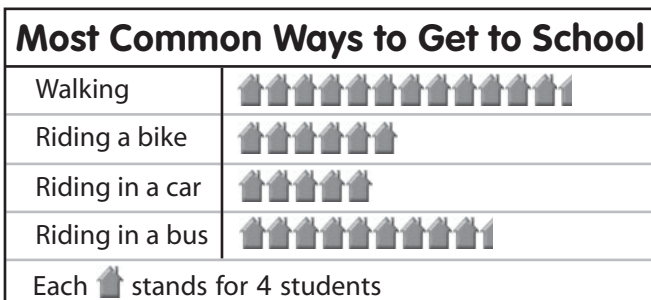 Most Common Ways to Get to School
Walking
Riding a bike
Riding in a car
Riding in a bus
Each stands for 4 students